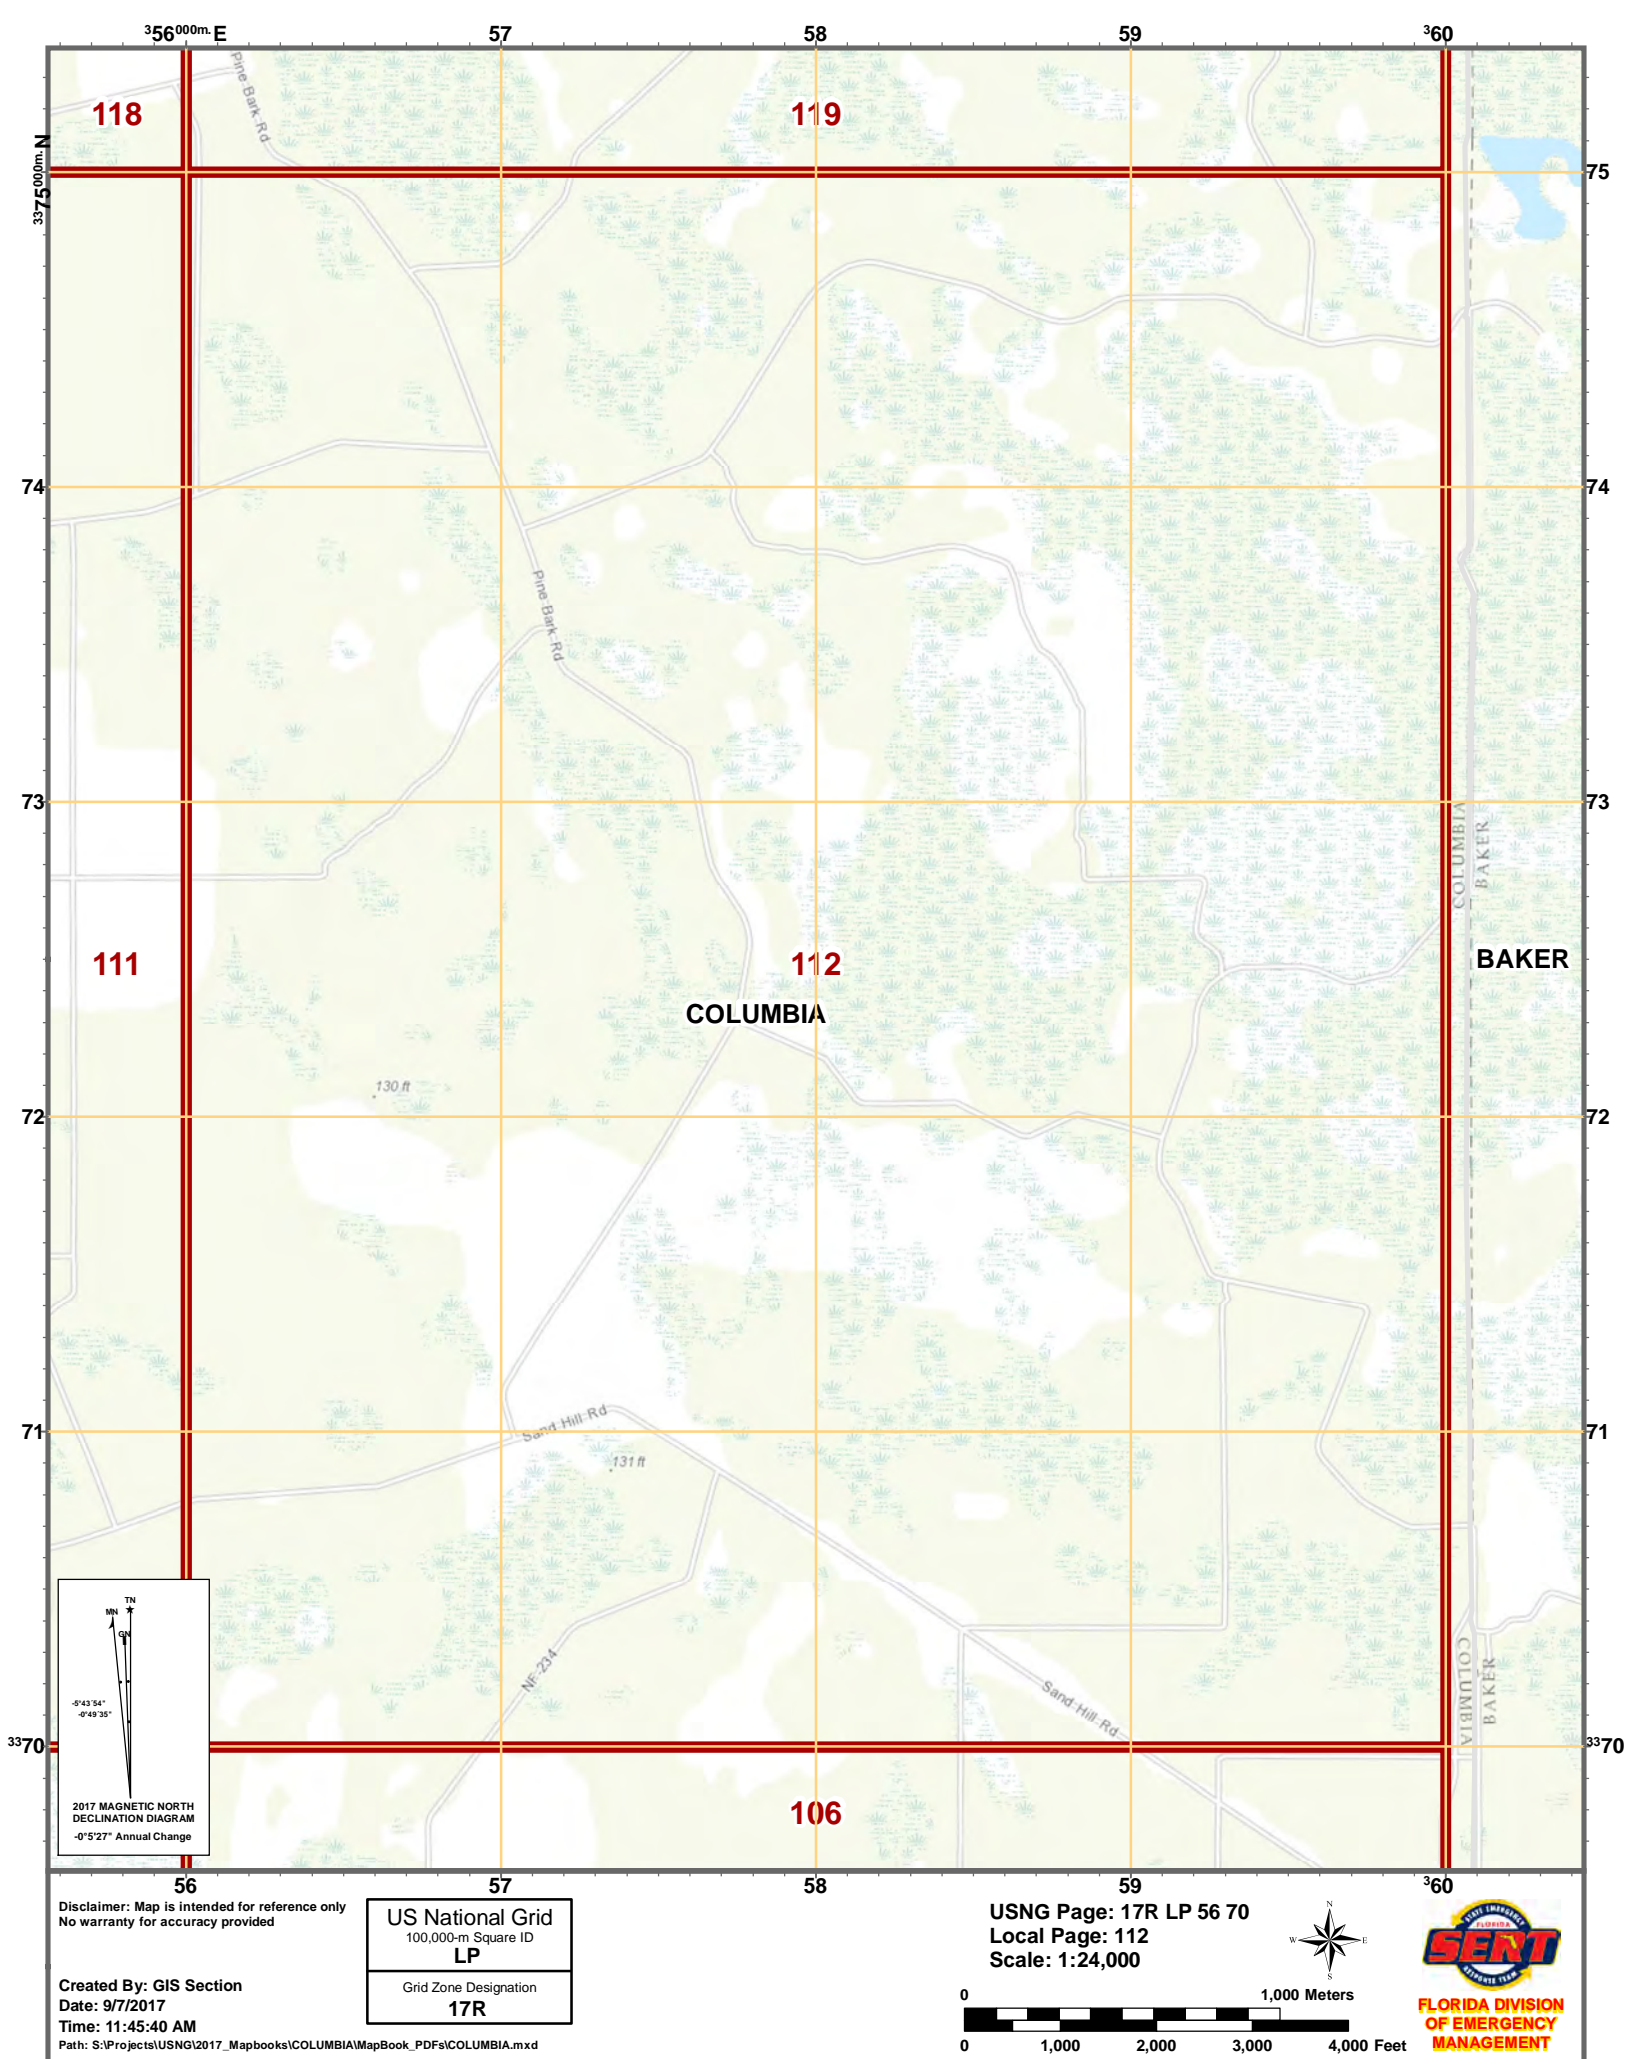 356000m. E 57 58 59 360
3375000m. N
118 119
Pine Bark Rd
75
74 74
Pine Bark Rd
73 73
COLUMBIA
BAKER
111 112 BAKER
COLUMBIA
130 ft
72 72
Sand Hill Rd
71 71
131 ft
NF-234
Sand Hill Rd
COLUMBIA
BAKER
3370 3370
106
TN
MN
GN
-5°43'54"
-0°49'35"
2017 MAGNETIC NORTH
DECLINATION DIAGRAM
-0°5'27" Annual Change
56 57 58 59 360
Disclaimer: Map is intended for reference only
No warranty for accuracy provided
Created By: GIS Section
Date: 9/7/2017
Time: 11:45:40 AM
Path: S:\Projects\USNG\2017_Mapbooks\COLUMBIA\MapBook_PDFs\COLUMBIA.mxd
US National Grid
100,000-m Square ID
LP
Grid Zone Designation
17R
USNG Page: 17R LP 56 70
Local Page: 112
Scale: 1:24,000
N
W E
S
0 1,000 Meters
0 1,000 2,000 3,000 4,000 Feet
STATE EMERGENCY
FLORIDA
SERT
RESPONSE TEAM
FLORIDA DIVISION
OF EMERGENCY
MANAGEMENT